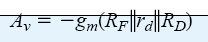 A_v = −g_m(R_F∥r_d∥R_D)